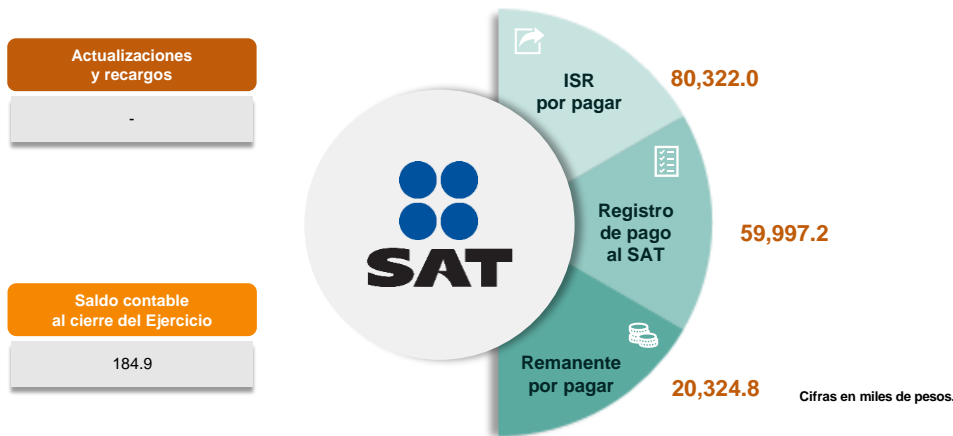 Actualizaciones
y recargos
-
Saldo contable
al cierre del Ejercicio
184.9
SAT
ISR
por pagar
80,322.0
Registro
de pago
al SAT
59,997.2
Remanente
por pagar
20,324.8
Cifras en miles de pesos.